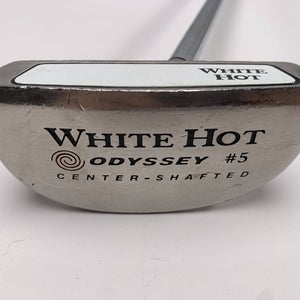 WHITE
HOT
WHITE HOT
ODYSSEY #5
CENTER-SHAFTED